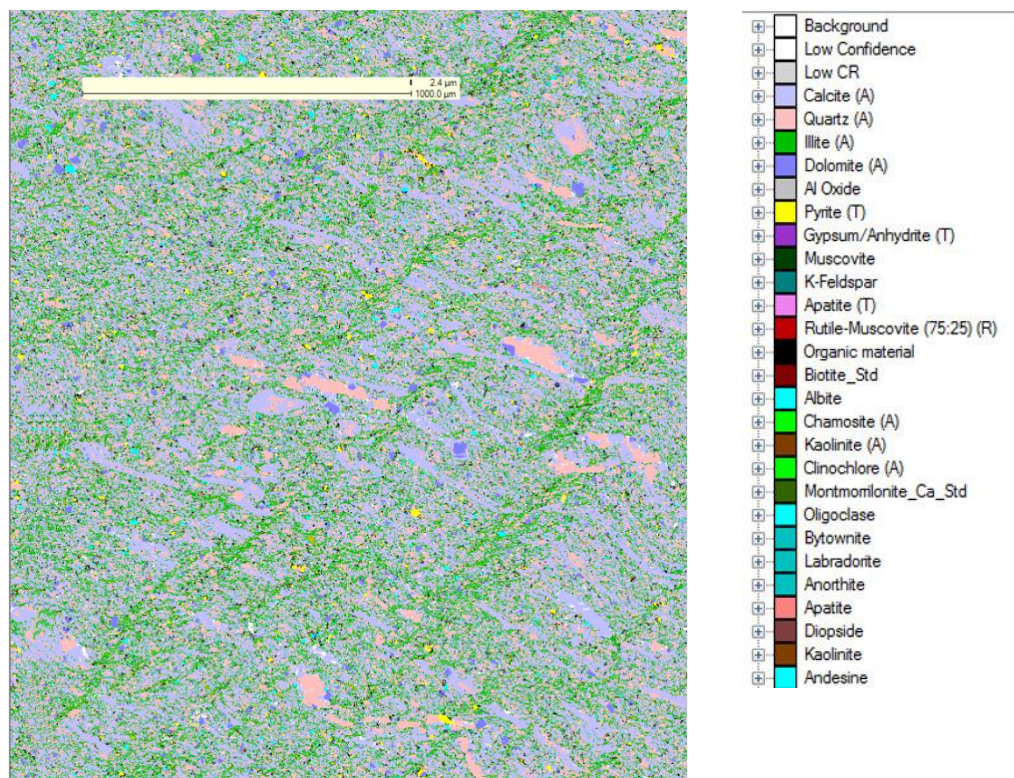 2.4 µm
1000.0 µm
Background
Low Confidence
Low CR
Calcite (A)
Quartz (A)
Illite (A)
Dolomite (A)
Al Oxide
Pyrite (T)
Gypsum/Anhydrite (T)
Muscovite
K-Feldspar
Apatite (T)
Rutile-Muscovite (75:25) (R)
Organic material
Biotite_Std
Albite
Chamosite (A)
Kaolinite (A)
Clinochlore (A)
Montmorrilonite_Ca_Std
Oligoclase
Bytownite
Labradorite
Anorthite
Apatite
Diopside
Kaolinite
Andesine